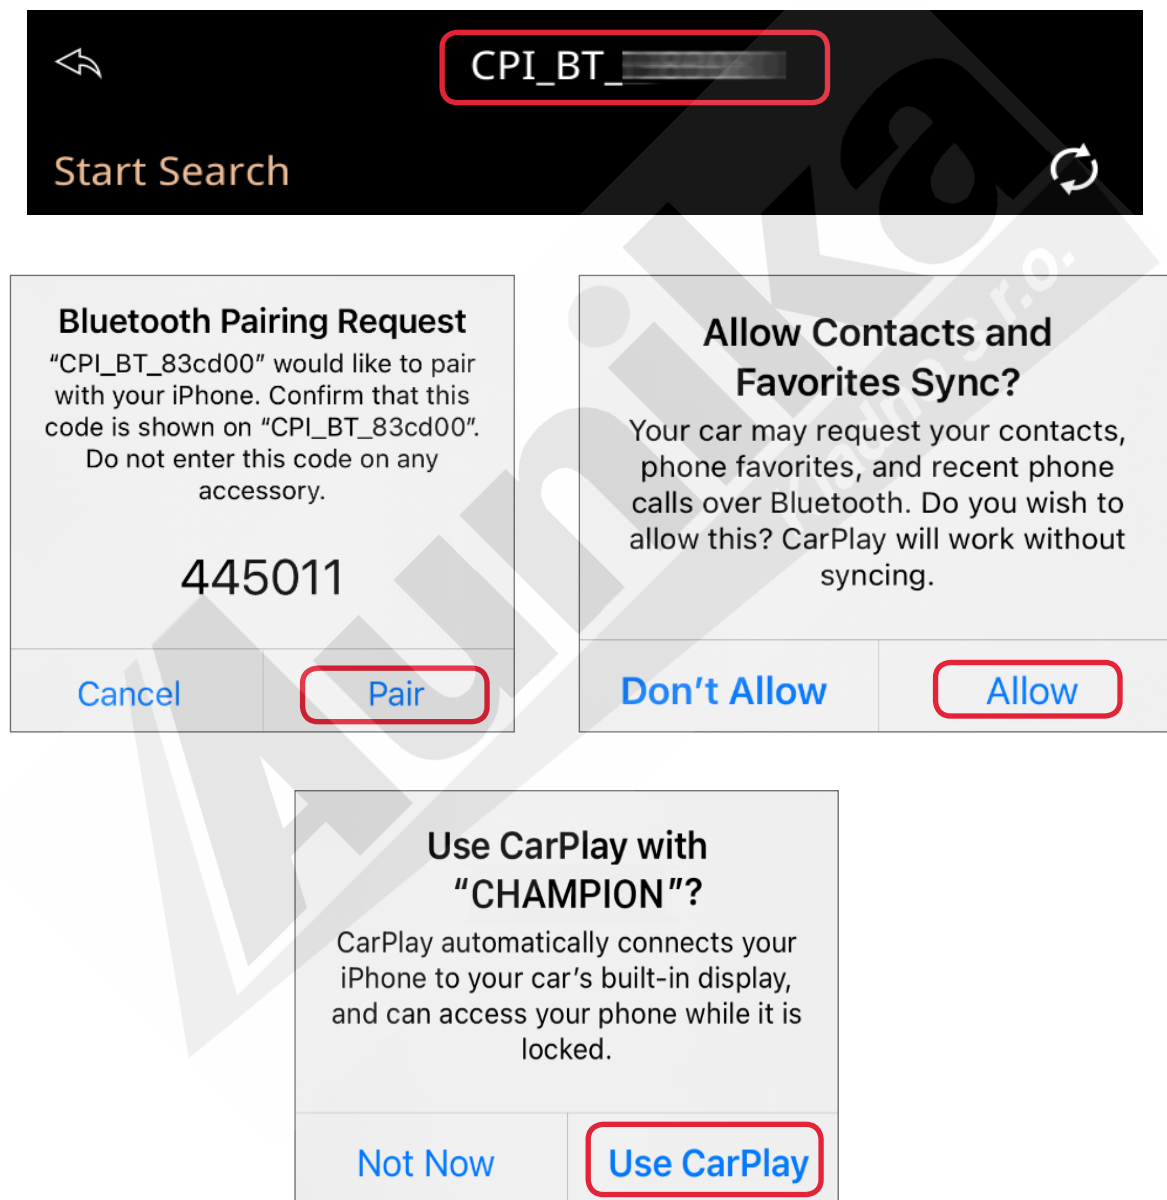 CPI_BT_
Start Search
Bluetooth Pairing Request
“CPI_BT_83cd00” would like to pair
with your iPhone. Confirm that this
code is shown on “CPI_BT_83cd00”.
Do not enter this code on any
accessory.
445011
Cancel
Pair
Allow Contacts and
Favorites Sync?
Your car may request your contacts,
phone favorites, and recent phone
calls over Bluetooth. Do you wish to
allow this? CarPlay will work without
syncing.
Don’t Allow
Allow
Use CarPlay with
“CHAMPION”?
CarPlay automatically connects your
iPhone to your car’s built-in display,
and can access your phone while it is
locked.
Not Now
Use CarPlay
Aunika
auno s.r.o.